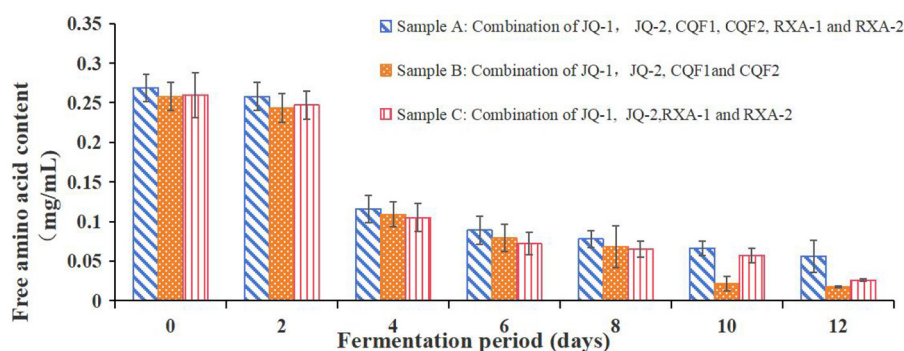 0.35
0.3
0.25
0.2
0.15
0.1
0.05
0
Free amino acid content
(mg/mL)
Sample A: Combination of JQ-1, JQ-2, CQF1, CQF2, RXA-1 and RXA-2
Sample B: Combination of JQ-1, JQ-2, CQF1and CQF2
Sample C: Combination of JQ-1, JQ-2,RXA-1 and RXA-2
0 2 4 6 8 10 12
Fermentation period (days)